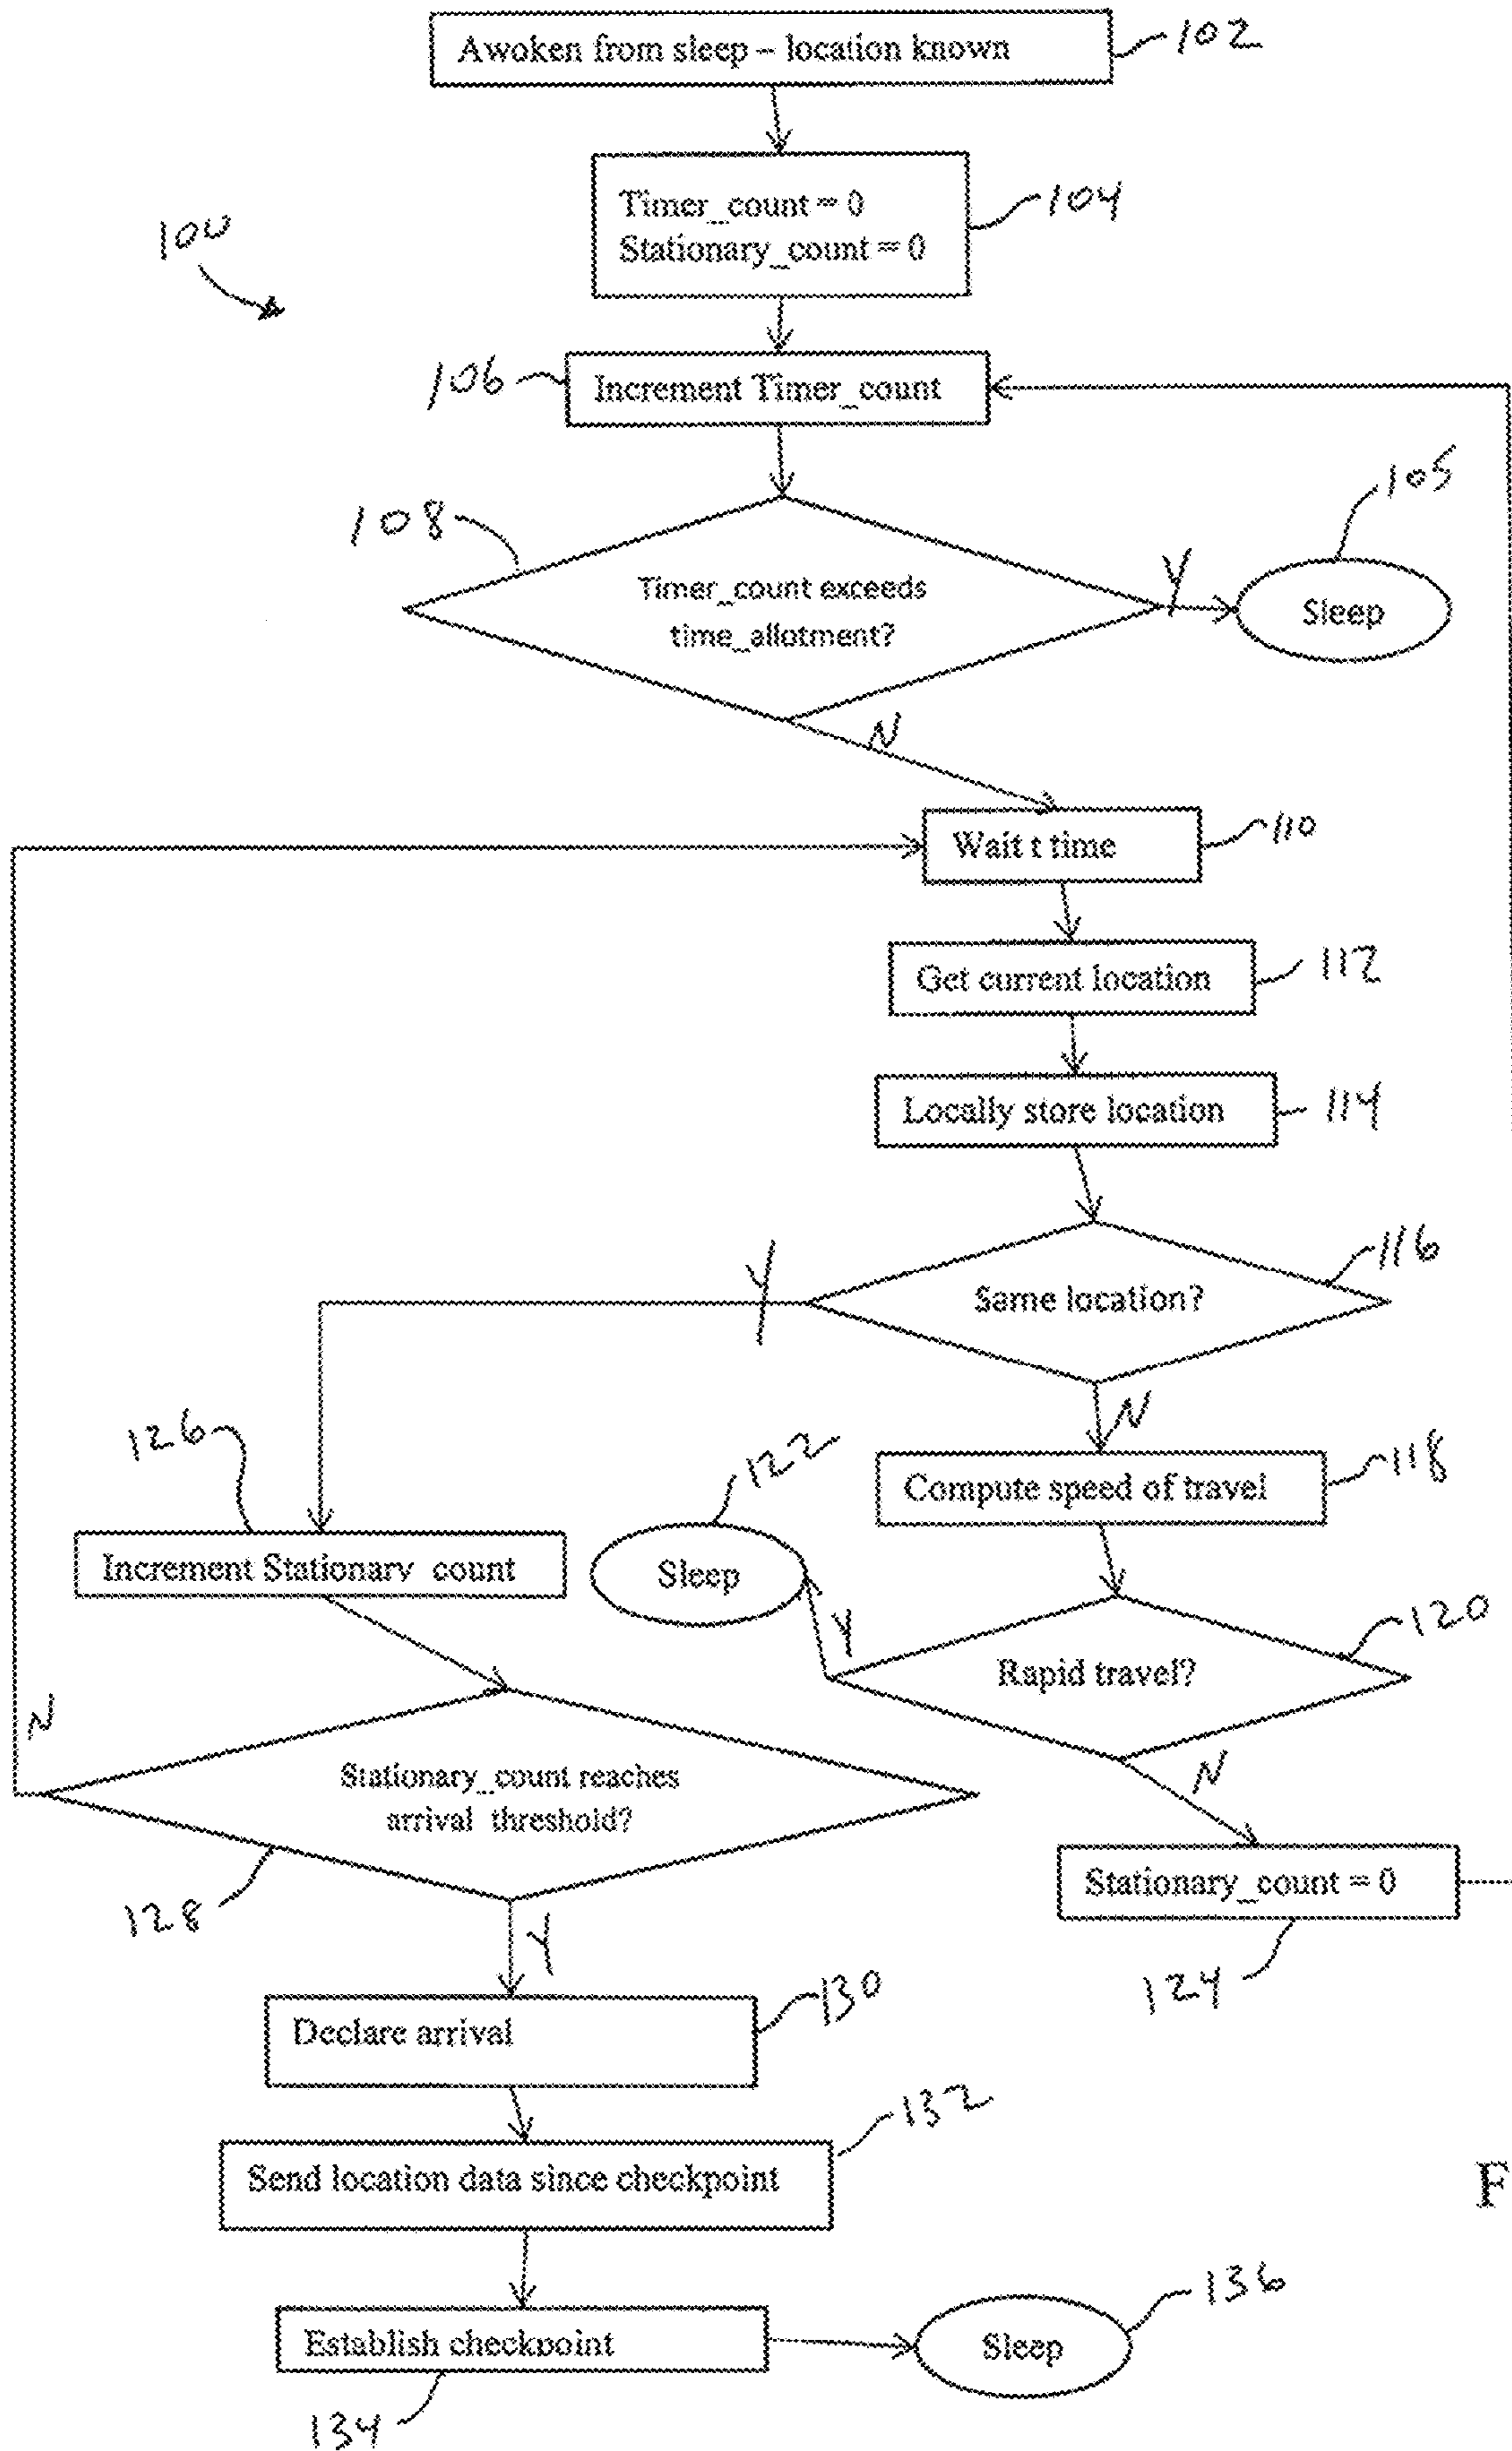 Awoken from sleep – location known
102
Timer_count = 0
Stationary_count = 0
104
100
106
Increment Timer_count
108
Timer_count exceeds
time_allotment?
Y
Sleep
105
N
Wait t time
110
Get current location
112
Locally store location
114
Same location?
116
Y
N
126
Increment Stationary_count
122
Sleep
Compute speed of travel
118
Y
Rapid travel?
120
N
N
Stationary_count reaches
arrival_threshold?
128
Stationary_count = 0
124
Y
Declare arrival
130
Send location data since checkpoint
132
F
Establish checkpoint
134
Sleep
136